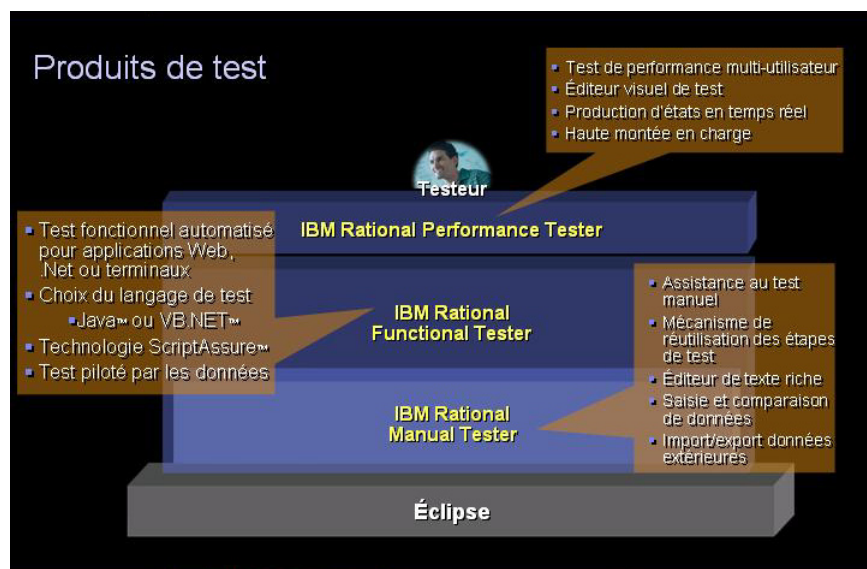 Produits de test
Test de performance multi-utilisateur
Éditeur visuel de test
Production d'états en temps réel
Haute montée en charge
Testeur
IBM Rational Performance Tester
Test fonctionnel automatisé
pour applications Web,
.Net ou terminaux
Choix du langage de test
Java™ ou VB.NET™
Technologie ScriptAssure™
Test piloté par les données
IBM Rational
Functional Tester
Assistance au test
manuel
Mécanisme de
réutilisation des étapes
de test
Éditeur de texte riche
Saisie et comparaison
de données
Import/export données
extérieures
IBM Rational
Manual Tester
Éclipse